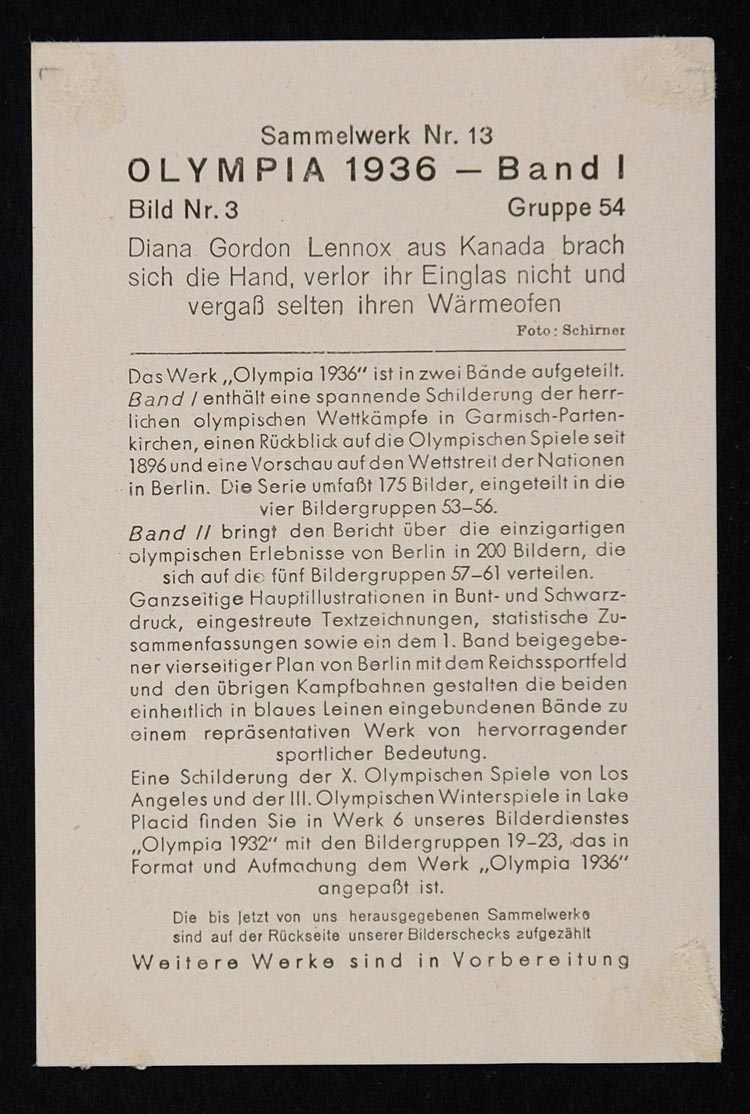 Sammelwerk Nr. 13
OLYMPIA 1936 — Band I
Bild Nr. 3 Gruppe 54
Diana Gordon Lennox aus Kanada brach
sich die Hand, verlor ihr Einglas nicht und
vergaß selten ihren Wärmeofen
Foto: Schirner
Das Werk „Olympia 1936“ ist in zwei Bände aufgeteilt.
Band I enthält eine spannende Schilderung der herr-
lichen olympischen Wettkämpfe in Garmisch-Parten-
kirchen, einen Rückblick auf die Olympischen Spiele seit
1896 und eine Vorschau auf den Wettstreit der Nationen
in Berlin. Die Serie umfaßt 175 Bilder, eingeteilt in die
vier Bildergruppen 53–56.
Band II bringt den Bericht über die einzigartigen
olympischen Erlebnisse von Berlin in 200 Bildern, die
sich auf die fünf Bildergruppen 57–61 verteilen.
Ganzseitige Hauptillustrationen in Bunt- und Schwarz-
druck, eingestreute Textzeichnungen, statistische Zu-
sammenfassungen sowie ein dem 1. Band beigegebe-
ner vierseitiger Plan von Berlin mit dem Reichssportfeld
und den übrigen Kampfbahnen gestalten die beiden
einheitlich in blaues Leinen eingebundenen Bände zu
einem repräsentativen Werk von hervorragender
sportlicher Bedeutung.
Eine Schilderung der X. Olympischen Spiele von Los
Angeles und der III. Olympischen Winterspiele in Lake
Placid finden Sie in Werk 6 unseres Bilderdienstes
„Olympia 1932“ mit den Bildergruppen 19–23, das in
Format und Aufmachung dem Werk „Olympia 1936“
angepaßt ist.
Die bis jetzt von uns herausgegebenen Sammelwerke
sind auf der Rückseite unserer Bilderschecks aufgezählt
Weitere Werke sind in Vorbereitung